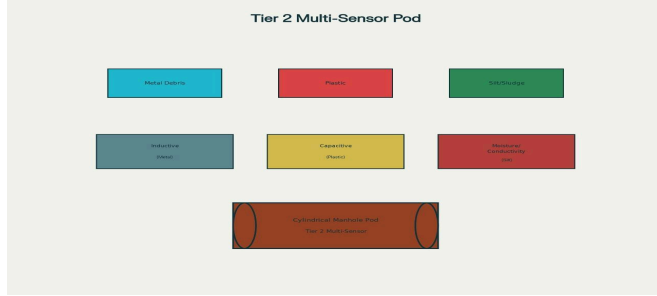 Tier 2 Multi-Sensor Pod
Metal Debris
Plastic
Silt/Sludge
Inductive
(Metal)
Capacitive
(Plastic)
Moisture/
Conductivity
(Silt)
Cylindrical Manhole Pod
Tier 2 Multi-Sensor